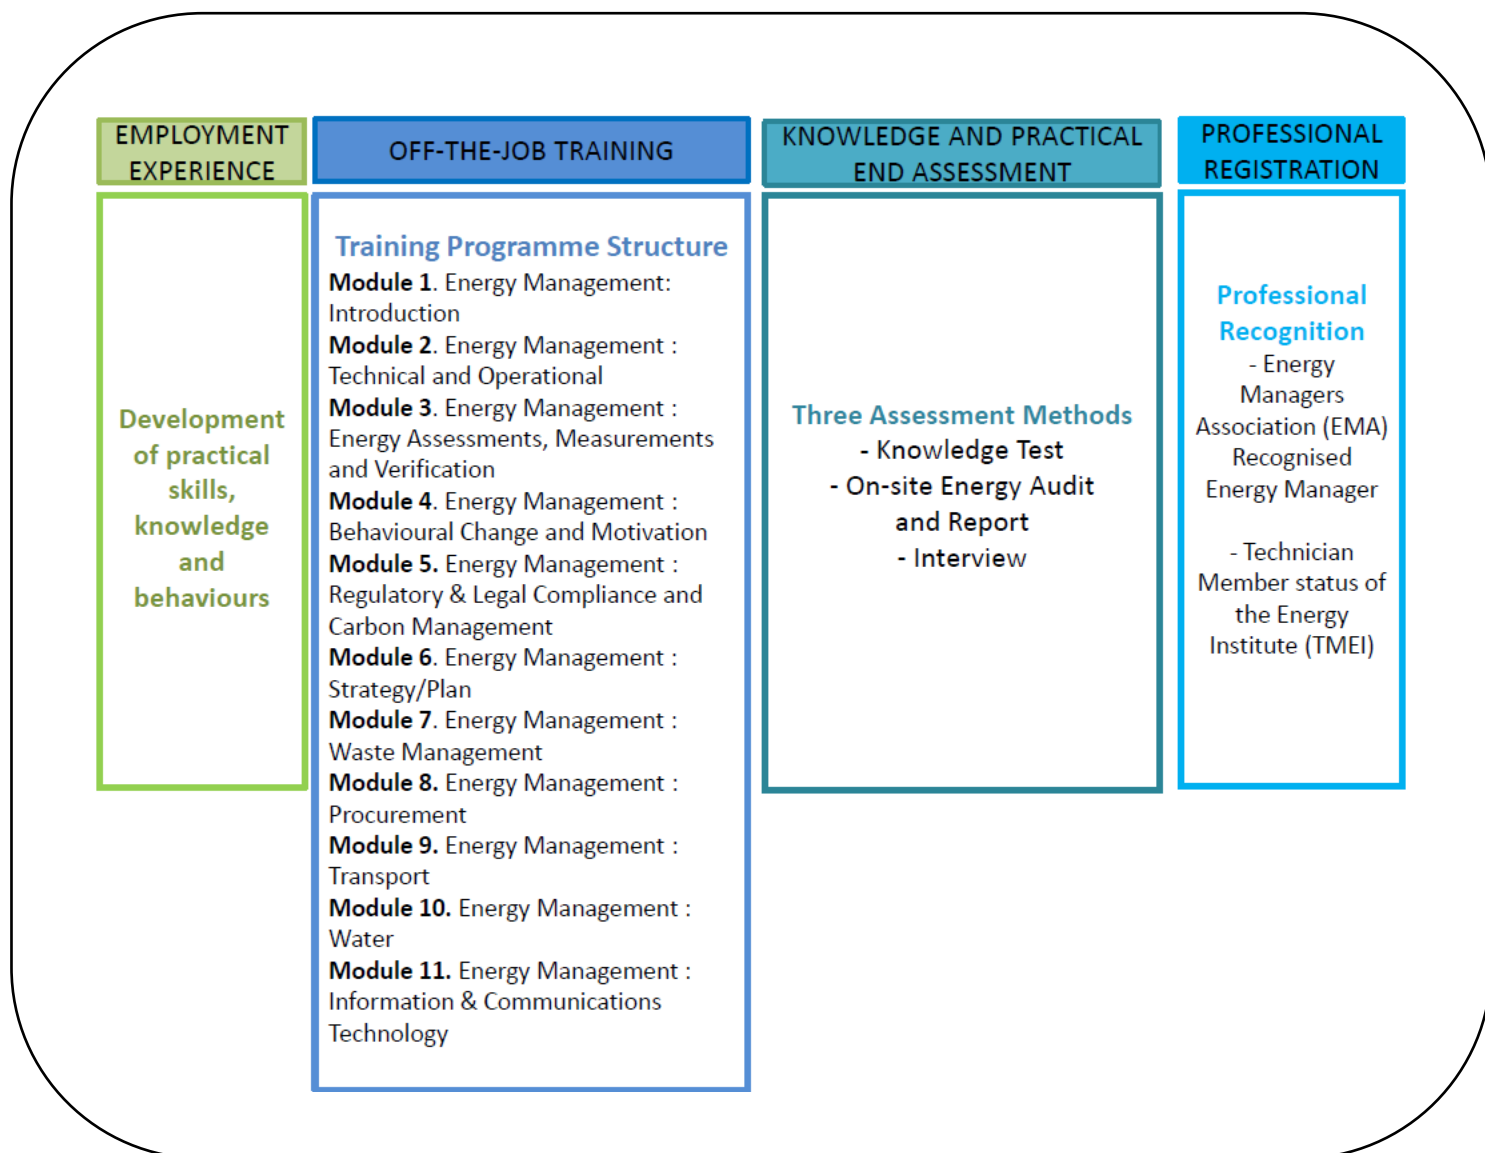 EMPLOYMENT
EXPERIENCE
Development
of practical
skills,
knowledge
and
behaviours
OFF-THE-JOB TRAINING
Training Programme Structure
Module 1. Energy Management:
Introduction
Module 2. Energy Management :
Technical and Operational
Module 3. Energy Management :
Energy Assessments, Measurements
and Verification
Module 4. Energy Management :
Behavioural Change and Motivation
Module 5. Energy Management :
Regulatory & Legal Compliance and
Carbon Management
Module 6. Energy Management :
Strategy/Plan
Module 7. Energy Management :
Waste Management
Module 8. Energy Management :
Procurement
Module 9. Energy Management :
Transport
Module 10. Energy Management :
Water
Module 11. Energy Management :
Information & Communications
Technology
KNOWLEDGE AND PRACTICAL
END ASSESSMENT
Three Assessment Methods
- Knowledge Test
- On-site Energy Audit
and Report
- Interview
PROFESSIONAL
REGISTRATION
Professional
Recognition
- Energy
Managers
Association (EMA)
Recognised
Energy Manager
- Technician
Member status of
the Energy
Institute (TMEI)